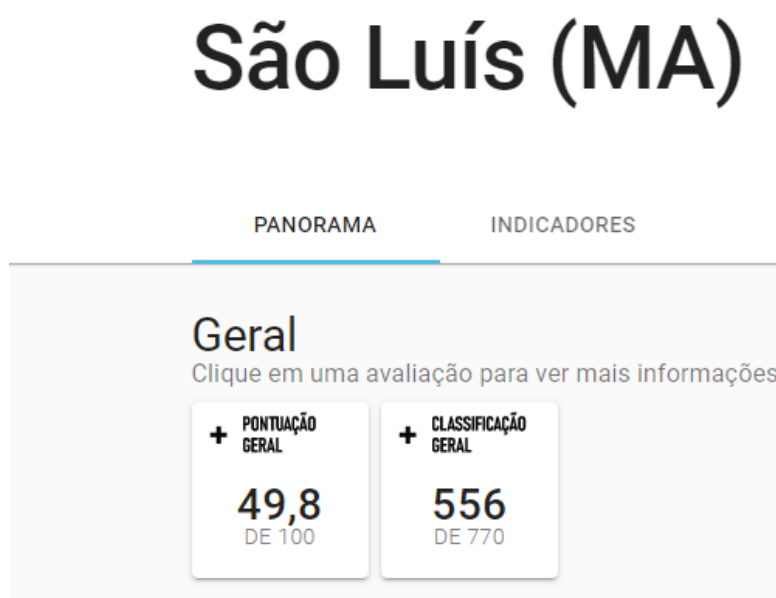 São Luís (MA)
PANORAMA INDICADORES
Geral
Clique em uma avaliação para ver mais informações
+ PONTUAÇÃO
GERAL
49,8
DE 100
+ CLASSIFICAÇÃO
GERAL
556
DE 770